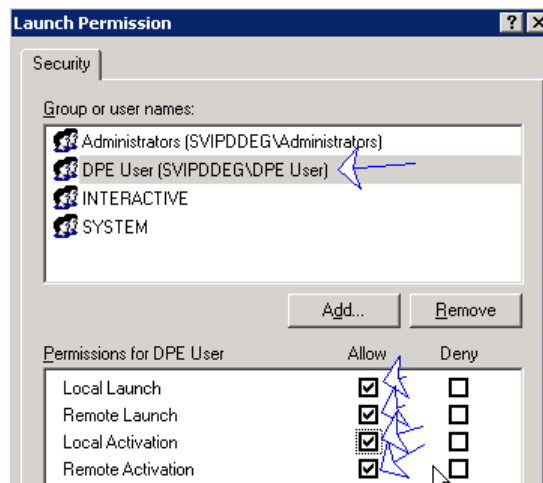 Launch Permission
Security
Group or user names:
Administrators (SVIPDDEG\Administrators)
DPE User (SVIPDDEG\DPE User)
INTERACTIVE
SYSTEM
Add... Remove
Permissions for DPE User Allow Deny
Local Launch
Remote Launch
Local Activation
Remote Activation